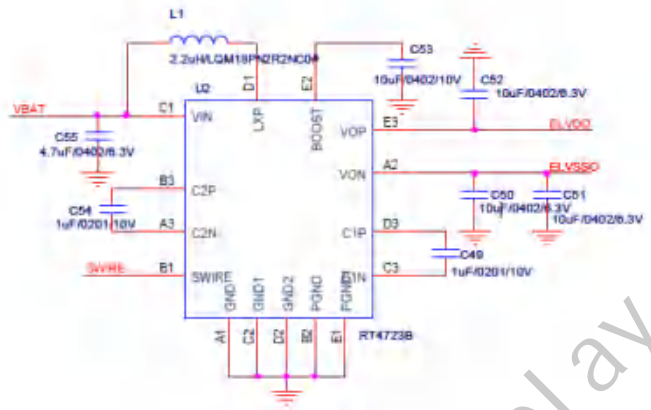 L1
2.2uH/LQM18PN2R2NC0#
C53
10uF/0402/10V
C52
10uF/0402/6.3V
U2
D1
E2
VBAT
C1
VIN
LXP
BOOST
VOP
E3
C55
4.7uF/0402/6.3V
VON
A2
B3
C2P
C54
1uF/0201/10V
A3
C2N
C50
10uF/0402/6.3V
C51
10uF/0402/6.3V
C1P
D3
C49
1uF/0201/10V
SWIRE
B1
SWIRE
C1N
C3
GND
GND1
GND2
PGND
PGND1
A1
C2
D2
B2
E1
RT4723B